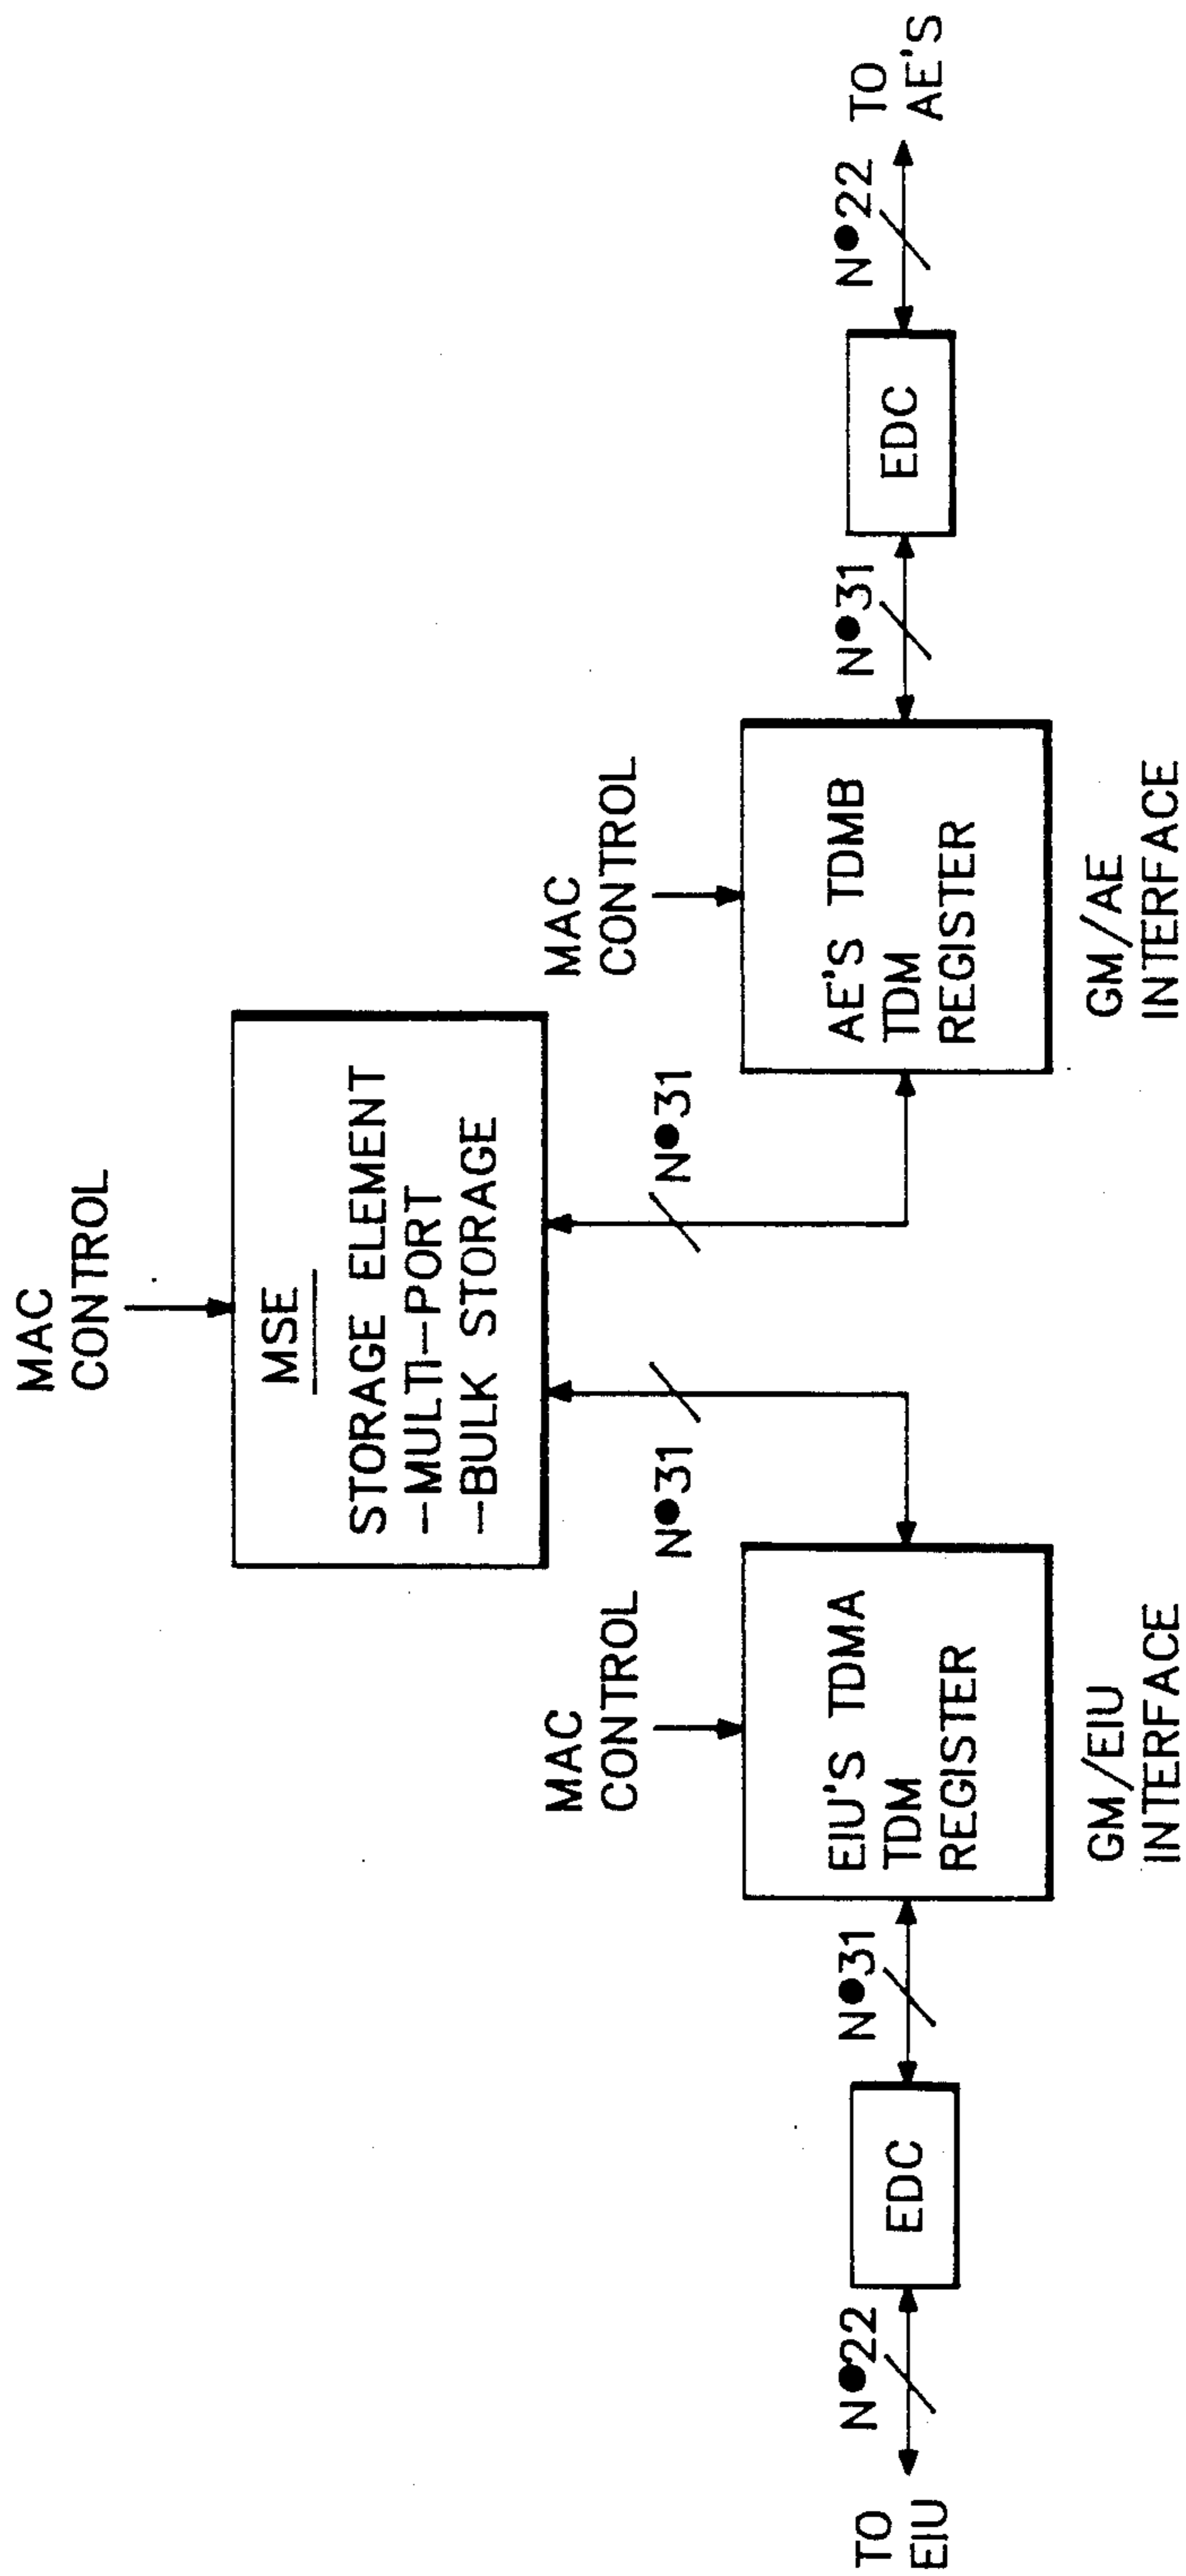 MAC
CONTROL
MSE
STORAGE ELEMENT
-MULTI-PORT
-BULK STORAGE
N•31
N•31
MAC
CONTROL
MAC
CONTROL
TO
EIU
N•22
EDC
N•31
EIU'S TDMA
TDM
REGISTER
GM/EIU
INTERFACE
AE'S TDMB
TDM
REGISTER
GM/AE
INTERFACE
N•31
EDC
N•22
TO
AE'S